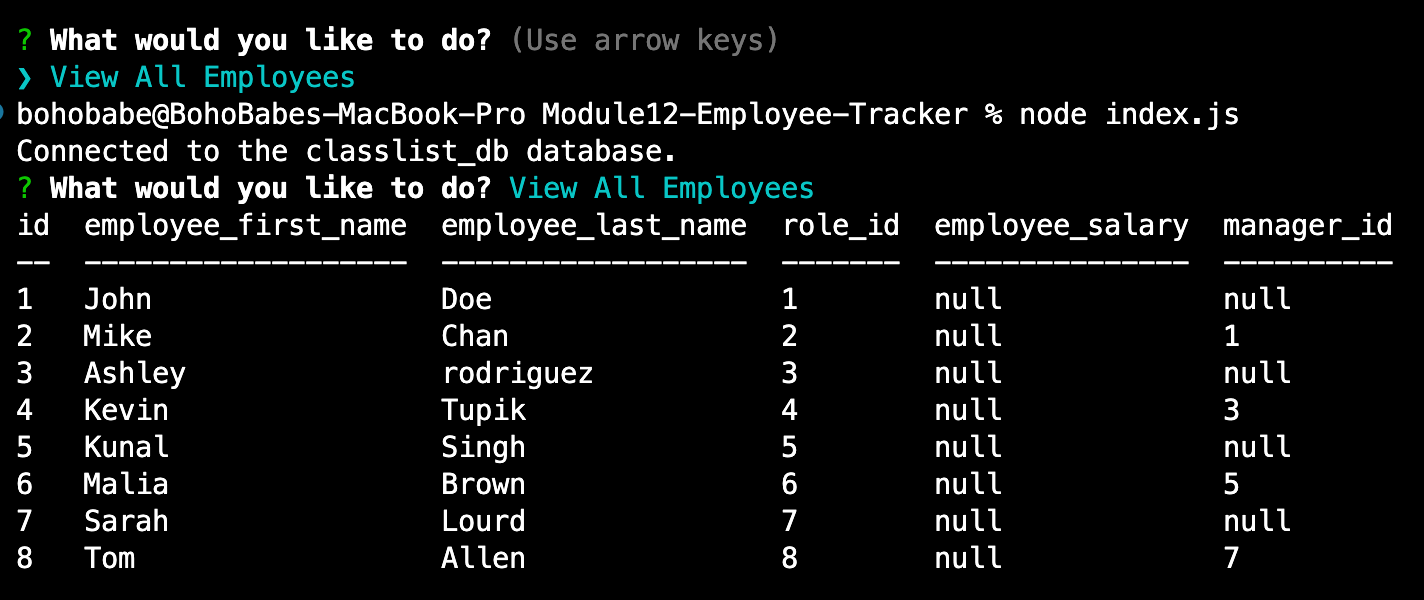 ? What would you like to do? (Use arrow keys)
❯ View All Employees
bohobabe@BohoBabes-MacBook-Pro Module12-Employee-Tracker % node index.js
Connected to the classlist_db database.
? What would you like to do? View All Employees
id  employee_first_name  employee_last_name  role_id  employee_salary  manager_id
--  -------------------  ------------------  -------  ---------------  ----------
1   John                 Doe                 1        null             null
2   Mike                 Chan                2        null             1
3   Ashley               rodriguez           3        null             null
4   Kevin                Tupik               4        null             3
5   Kunal                Singh               5        null             null
6   Malia                Brown               6        null             5
7   Sarah                Lourd               7        null             null
8   Tom                  Allen               8        null             7